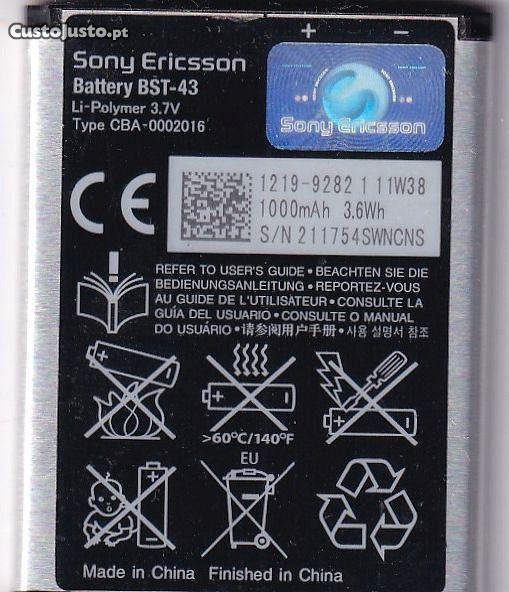 CustoJusto.pt
+ −
Sony Ericsson
Battery BST-43
Li-Polymer 3.7V
Type CBA-0002016
Sony Ericsson
CE
1219-9282 1 11W38
1000mAh 3.6Wh
S/N 211754SWNCNS
REFER TO USER'S GUIDE • BEACHTEN SIE DIE
BEDIENUNGSANLEITUNG • REPORTEZ-VOUS
AU GUIDE DE L'UTILISATEUR • CONSULTE LA
GUÍA DEL USUARIO • CONSULTE O MANUAL
DO USUÁRIO • 请参阅用户手册 • 사용 설명서 참조
>60°C/140°F
EU
Made in China Finished in China